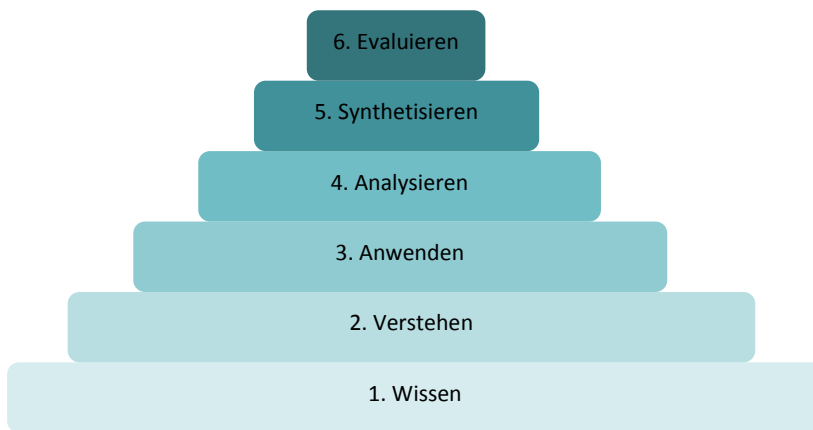 6. Evaluieren
5. Synthetisieren
4. Analysieren
3. Anwenden
2. Verstehen
1. Wissen